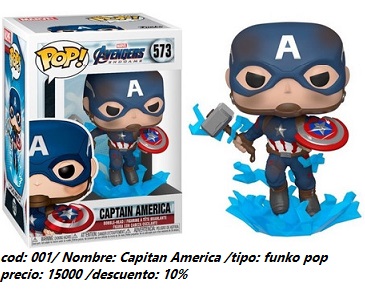 MARVEL
POP!
AVENGERS
ENDGAME
573
A
A
CAPTAIN AMERICA
cod: 001/ Nombre: Capitan America /tipo: funko pop
precio: 15000 /descuento: 10%